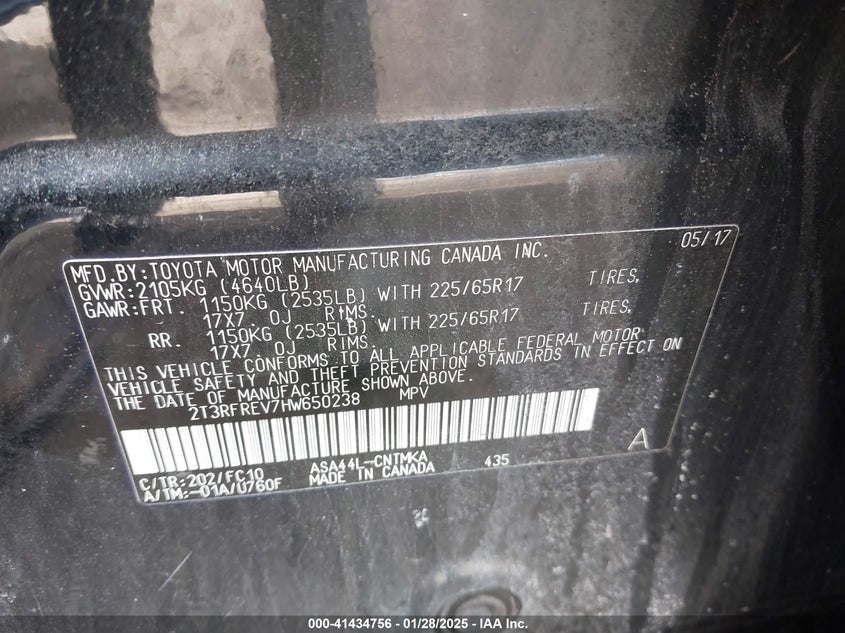 MFD.BY:TOYOTA MOTOR MANUFACTURING CANADA INC. 05/17
GVWR:2105KG (4640LB)
GAWR:FRT. 1150KG (2535LB) WITH 225/65R17 TIRES,
17X7 OJ RIMS.
RR. 1150KG (2535LB) WITH 225/65R17 TIRES,
17X7 OJ RIMS.
THIS VEHICLE CONFORMS TO ALL APPLICABLE FEDERAL MOTOR
VEHICLE SAFETY AND THEFT PREVENTION STANDARDS IN EFFECT ON
THE DATE OF MANUFACTURE SHOWN ABOVE.
2T3RFREV7HW650238 MPV
A
C/TR:202/FC10 ASA44L-CNTMKA 435
A/TM:-01A/U760F MADE IN CANADA
000-41434756 | 01/28/2025 - IAA Inc.